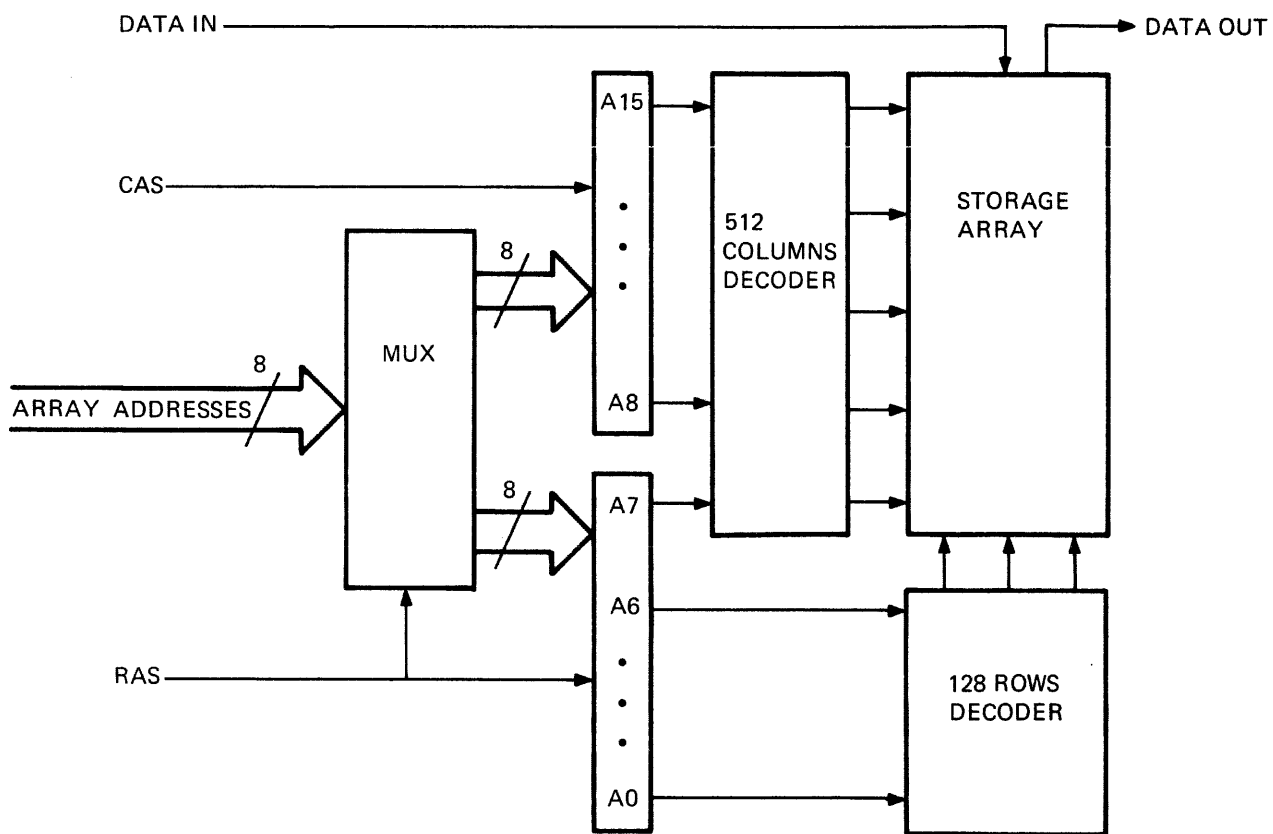 DATA IN
DATA OUT
A15
CAS
STORAGE
ARRAY
512
COLUMNS
DECODER
8
MUX
8
ARRAY ADDRESSES
A8
8
A7
A6
RAS
128 ROWS
DECODER
A0